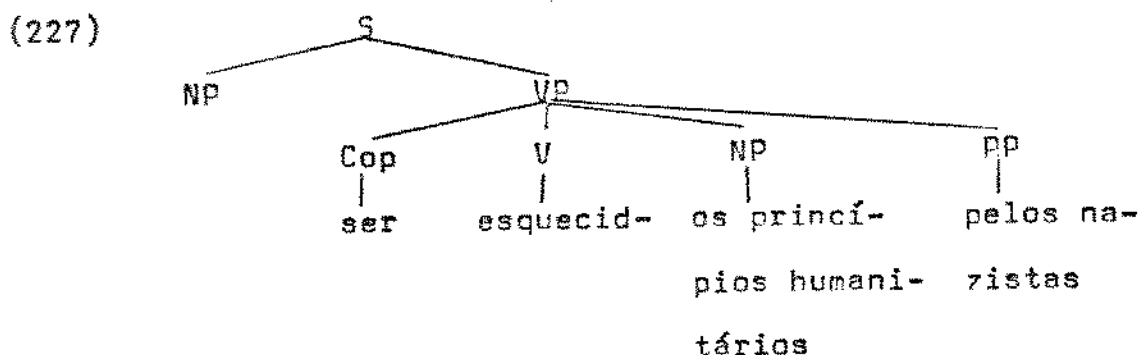 (227)
S
NP VP
Cop V NP PP
ser esquecid- os princí- pelos na-
pios humani- zistas
tários